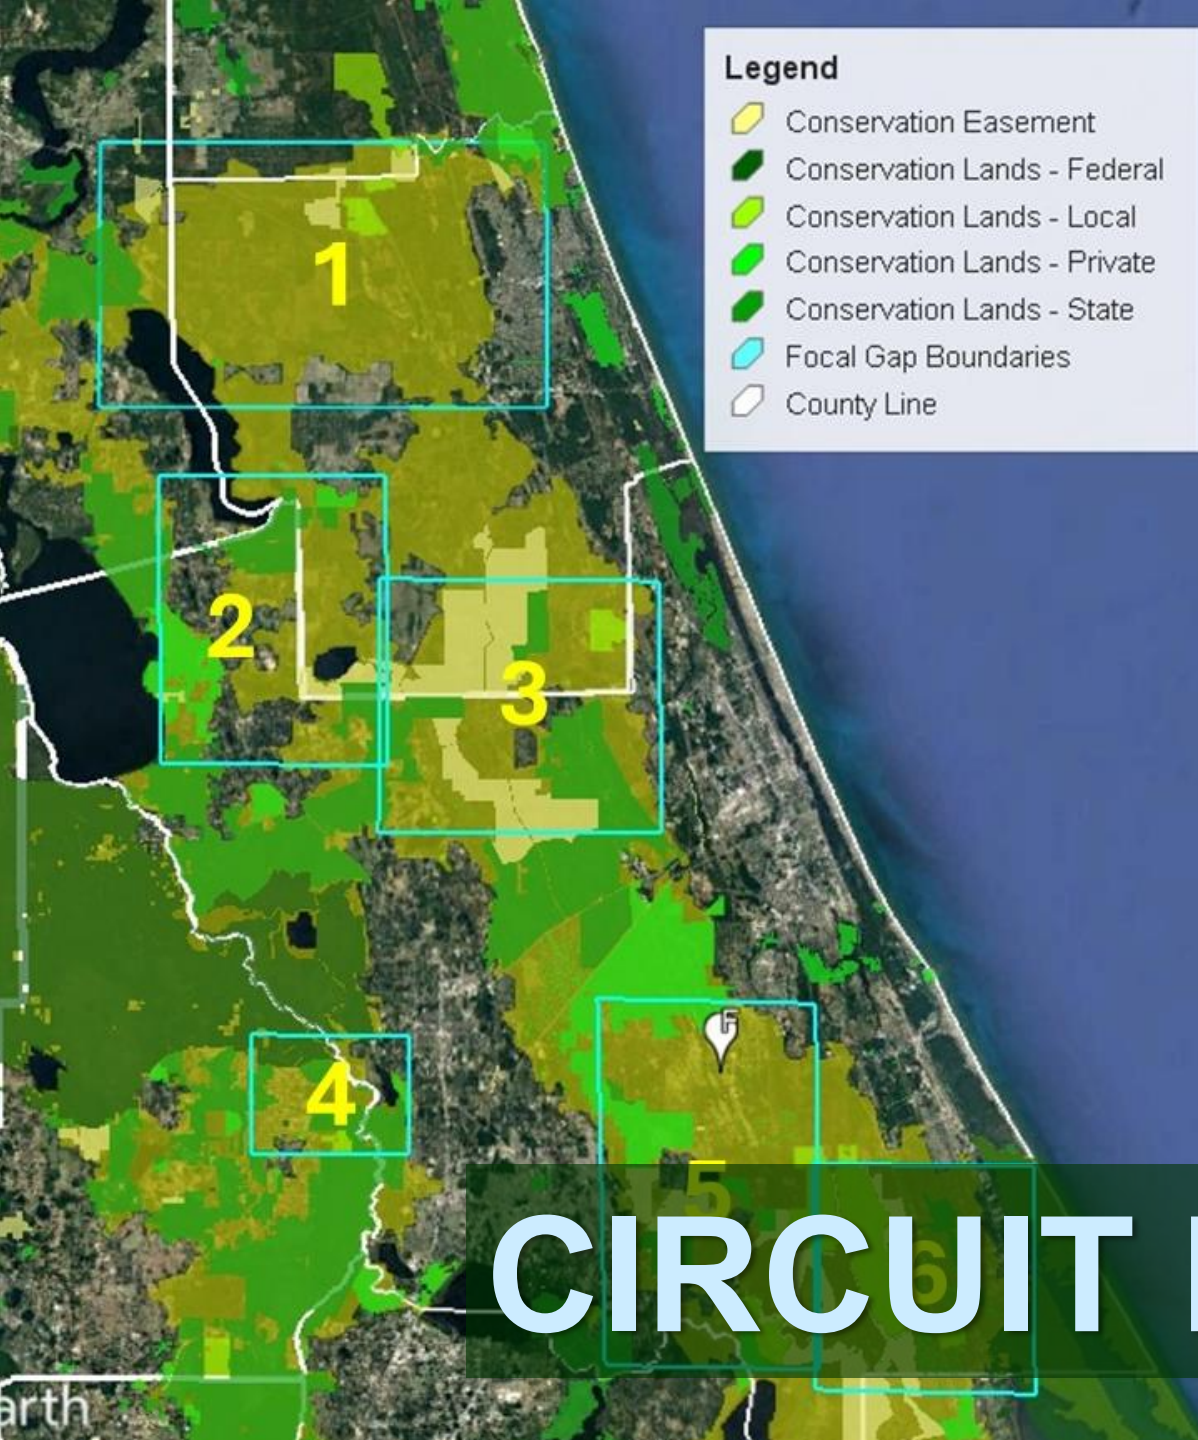 Legend
Conservation Easement
Conservation Lands - Federal
Conservation Lands - Local
Conservation Lands - Private
Conservation Lands - State
Focal Gap Boundaries
County Line
1
2
3
4
F
5
6
CIRCUIT
arth